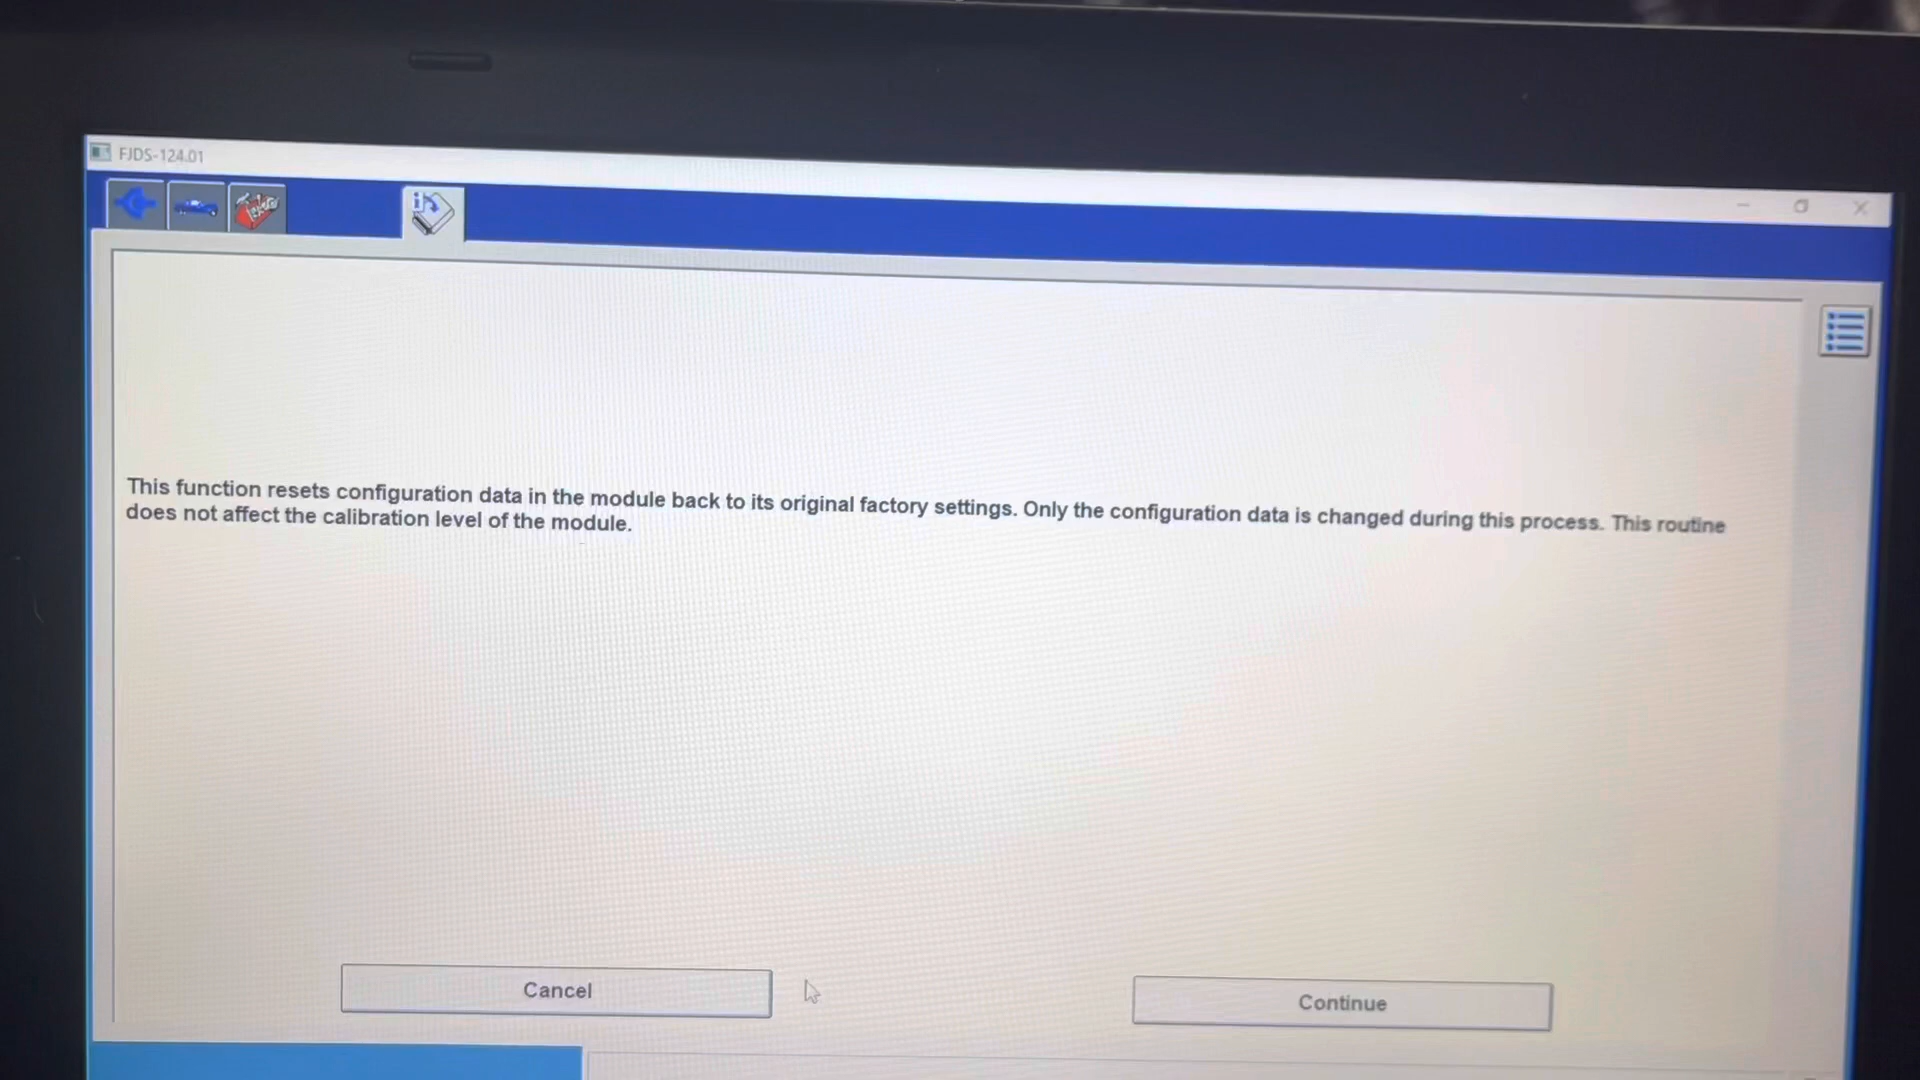 FJDS-124.01
This function resets configuration data in the module back to its original factory settings. Only the configuration data is changed during this process. This routine
does not affect the calibration level of the module.
Cancel
Continue